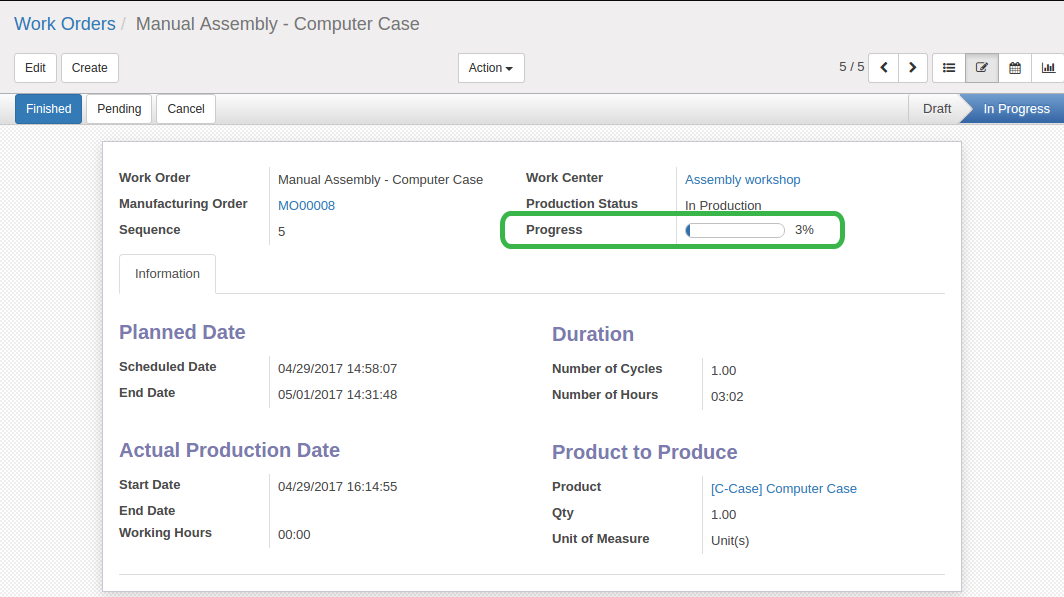 Work Orders / Manual Assembly - Computer Case
Edit Create Action 5 / 5
Finished Pending Cancel Draft In Progress
Work Order Manual Assembly - Computer Case Work Center Assembly workshop
Manufacturing Order MO00008 Production Status In Production
Sequence 5 Progress 3%
Information
Planned Date Duration
Scheduled Date 04/29/2017 14:58:07 Number of Cycles 1.00
End Date 05/01/2017 14:31:48 Number of Hours 03:02
Actual Production Date Product to Produce
Start Date 04/29/2017 16:14:55 Product [C-Case] Computer Case
End Date Qty 1.00
Working Hours 00:00 Unit of Measure Unit(s)